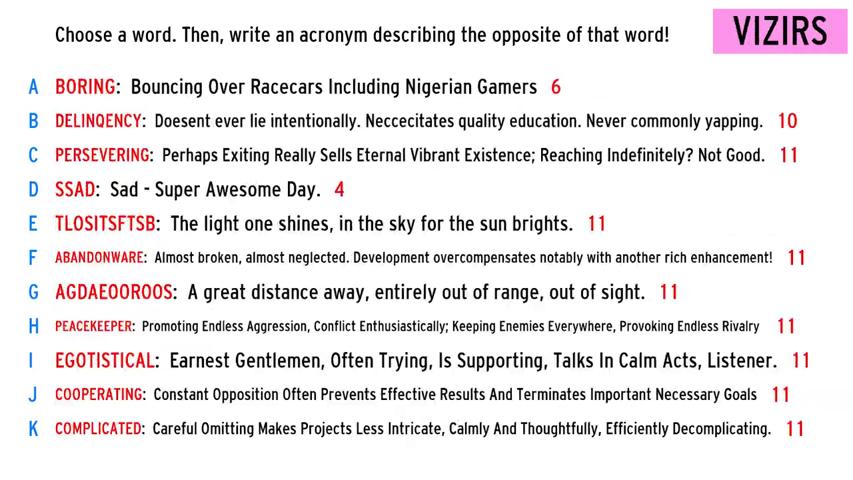 Choose a word. Then, write an acronym describing the opposite of that word!
VIZIRS
A BORING: Bouncing Over Racecars Including Nigerian Gamers 6
B DELINQENCY: Doesent ever lie intentionally. Neccecitates quality education. Never commonly yapping. 10
C PERSEVERING: Perhaps Exiting Really Sells Eternal Vibrant Existence; Reaching Indefinitely? Not Good. 11
D SSAD: Sad - Super Awesome Day. 4
E TLOSITSFTSB: The light one shines, in the sky for the sun brights. 11
F ABANDONWARE: Almost broken, almost neglected. Development overcompensates notably with another rich enhancement! 11
G AGDAEOOROOS: A great distance away, entirely out of range, out of sight. 11
H PEACEKEEPER: Promoting Endless Aggression, Conflict Enthusiastically; Keeping Enemies Everywhere, Provoking Endless Rivalry 11
I EGOTISTICAL: Earnest Gentlemen, Often Trying, Is Supporting, Talks In Calm Acts, Listener. 11
J COOPERATING: Constant Opposition Often Prevents Effective Results And Terminates Important Necessary Goals 11
K COMPLICATED: Careful Omitting Makes Projects Less Intricate, Calmly And Thoughtfully, Efficiently Decomplicating. 11